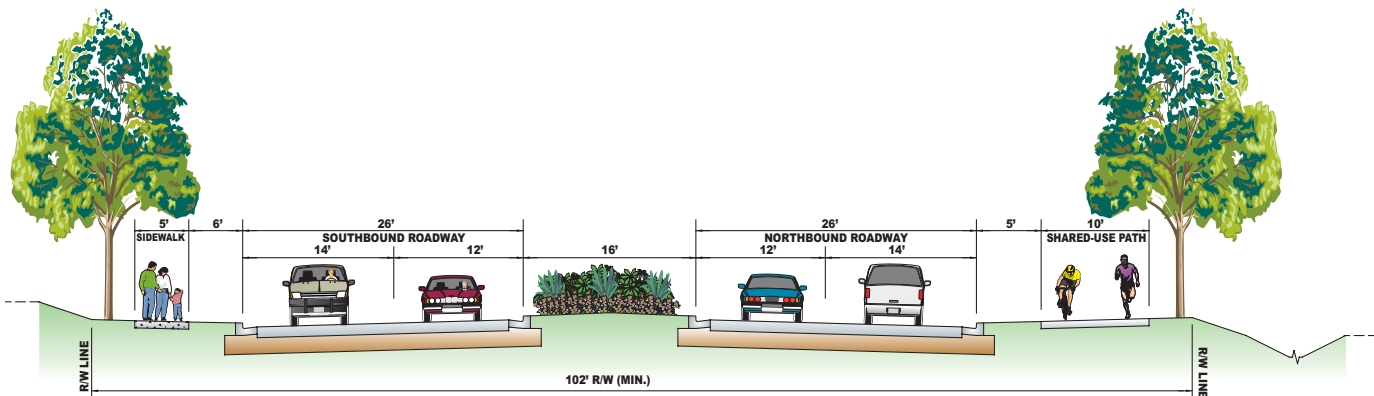 5' 6' 26' 26' 5' 10'
SIDEWALK SOUTHBOUND ROADWAY NORTHBOUND ROADWAY SHARED-USE PATH
14' 12' 16' 12' 14'
R/W LINE
R/W LINE
102' R/W (MIN.)